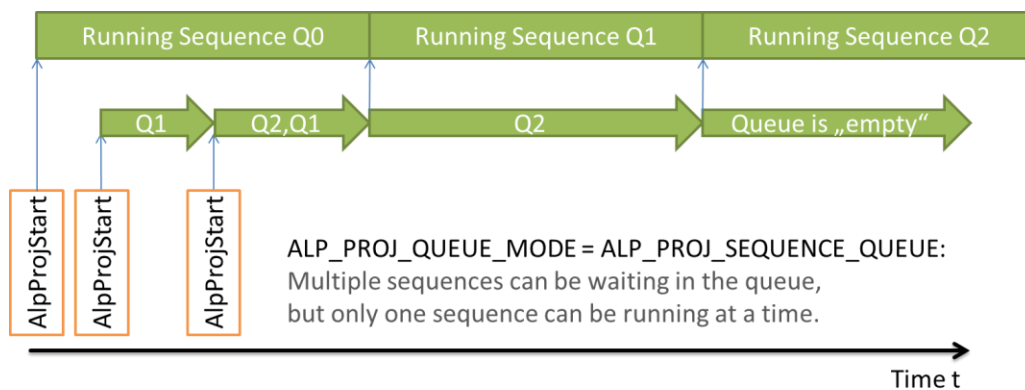 Running Sequence Q0
Running Sequence Q1
Running Sequence Q2
Q1
Q2,Q1
Q2
Queue is „empty“
AlpProjStart
AlpProjStart
AlpProjStart
ALP_PROJ_QUEUE_MODE = ALP_PROJ_SEQUENCE_QUEUE:
Multiple sequences can be waiting in the queue,
but only one sequence can be running at a time.
Time t